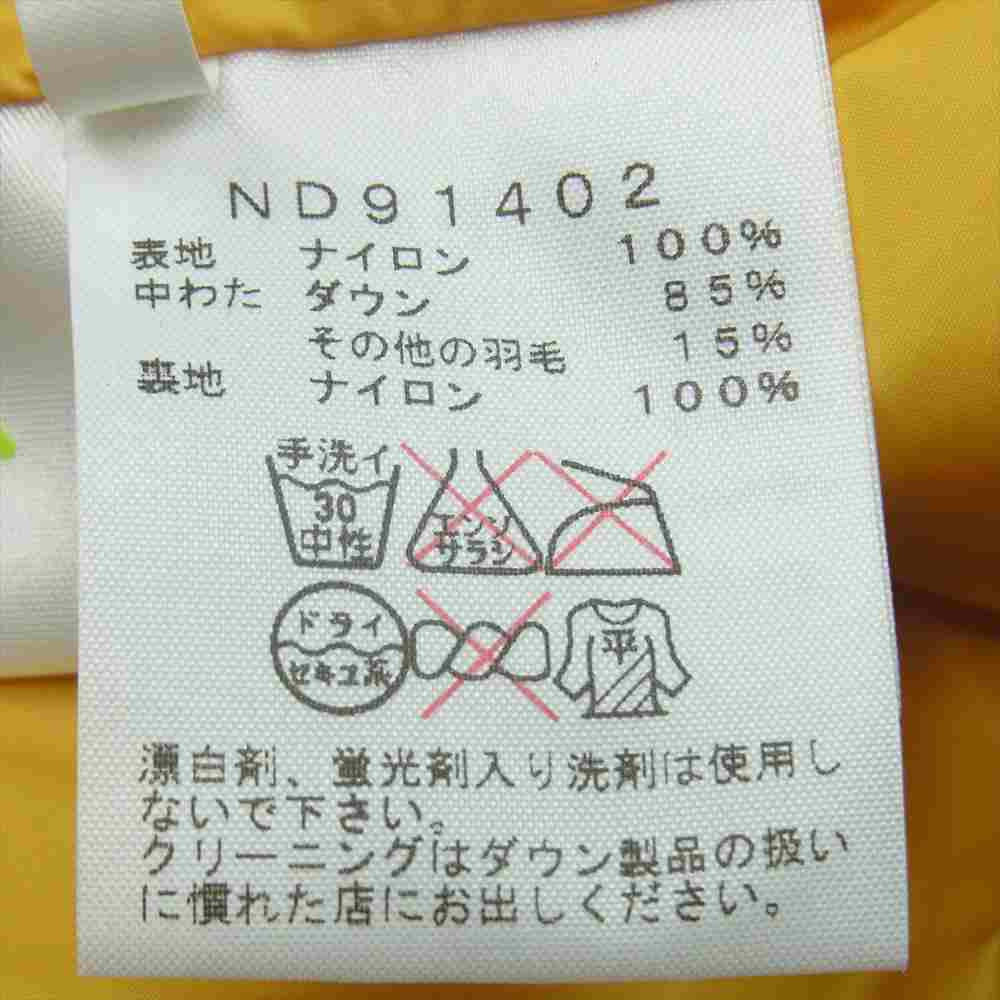 ND91402
表地 ナイロン 100%
中わた ダウン 85%
その他の羽毛 15%
裏地 ナイロン 100%
手洗イ
30
中性
エンソ
サラシ
ドライ
セキユ系
平
漂白剤、蛍光剤入り洗剤は使用し
ないで下さい。
クリーニングはダウン製品の扱い
に慣れた店にお出しください。